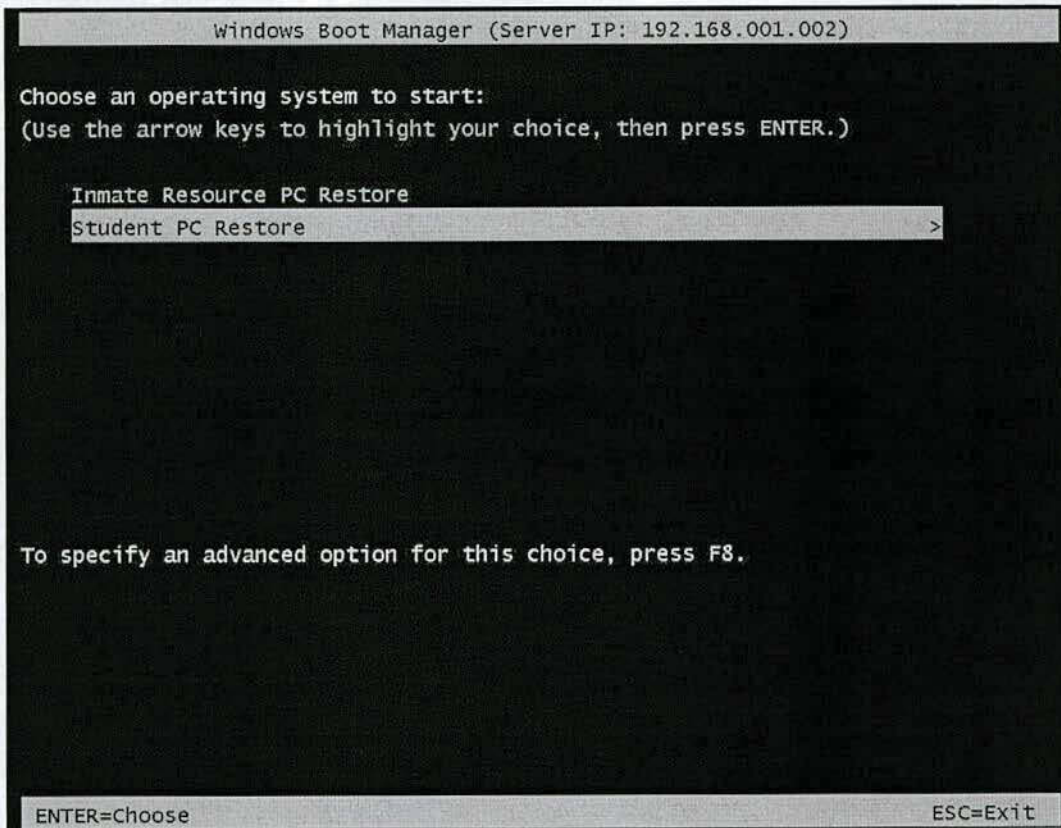 Windows Boot Manager (Server IP: 192.168.001.002)
Choose an operating system to start:
(Use the arrow keys to highlight your choice, then press ENTER.)
Inmate Resource PC Restore
Student PC Restore >
To specify an advanced option for this choice, press F8.
ENTER=Choose ESC=Exit